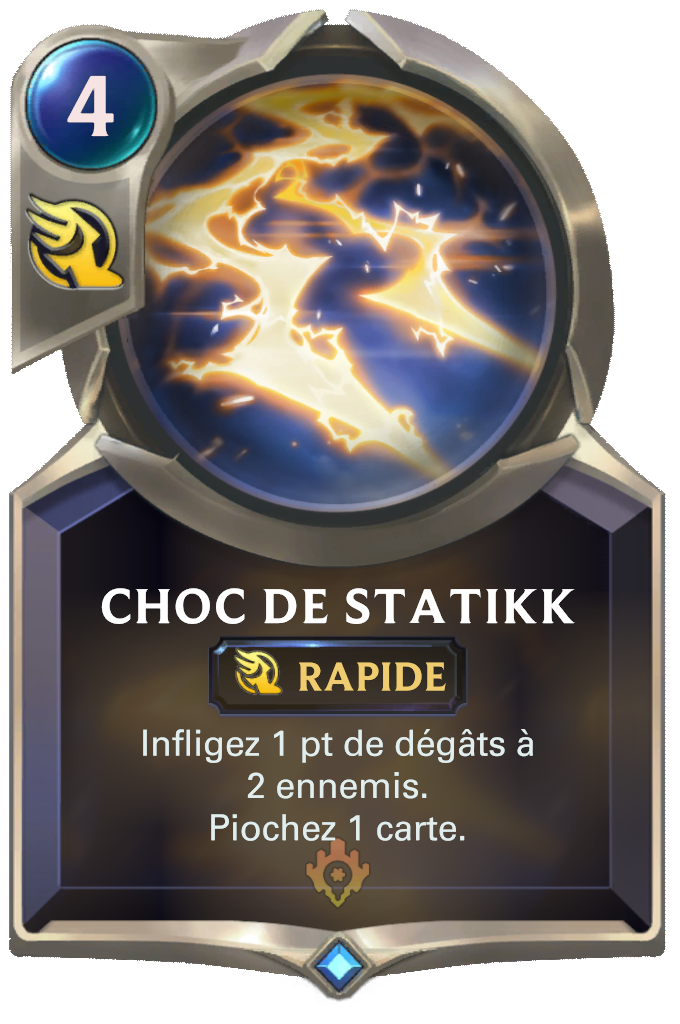 4
CHOC DE STATIKK
RAPIDE
Infligez 1 pt de dégâts à
2 ennemis.
Piochez 1 carte.